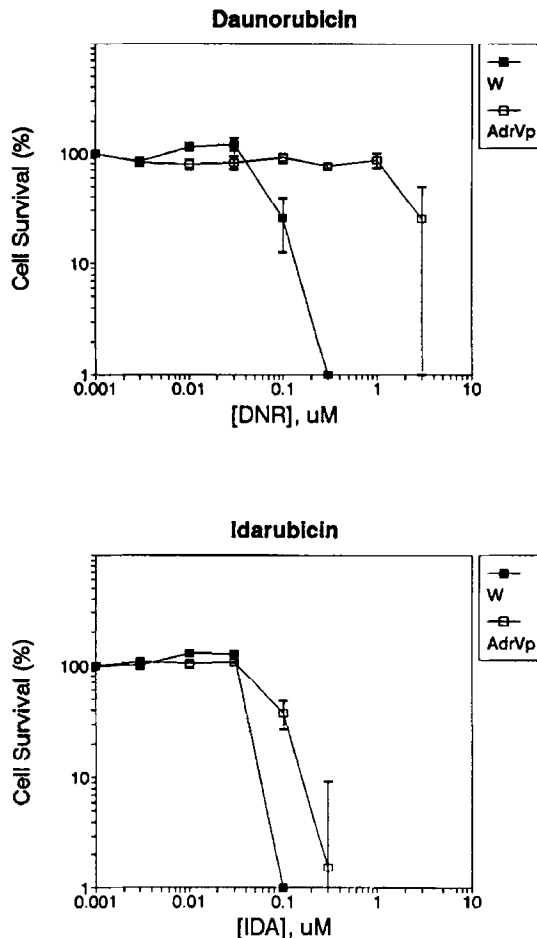 Daunorubicin
W
AdrVp
Cell Survival (%)
100
10
1
0.001
0.01
0.1
1
10
[DNR], uM
Idarubicin
W
AdrVp
Cell Survival (%)
100
10
1
0.001
0.01
0.1
1
10
[IDA], uM